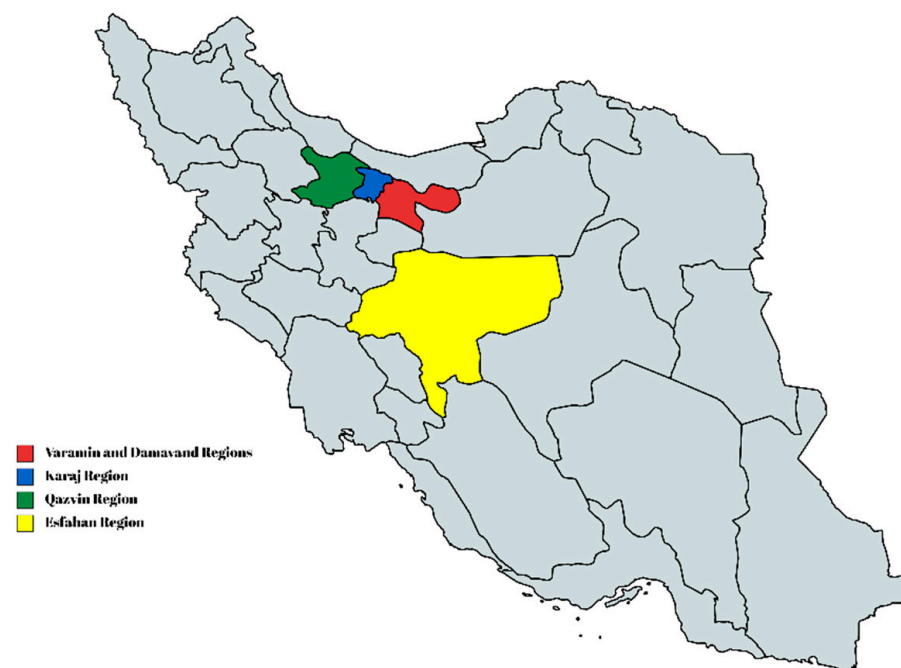 Varamin and Damavand Regions
Karaj Region
Qazvin Region
Esfahan Region